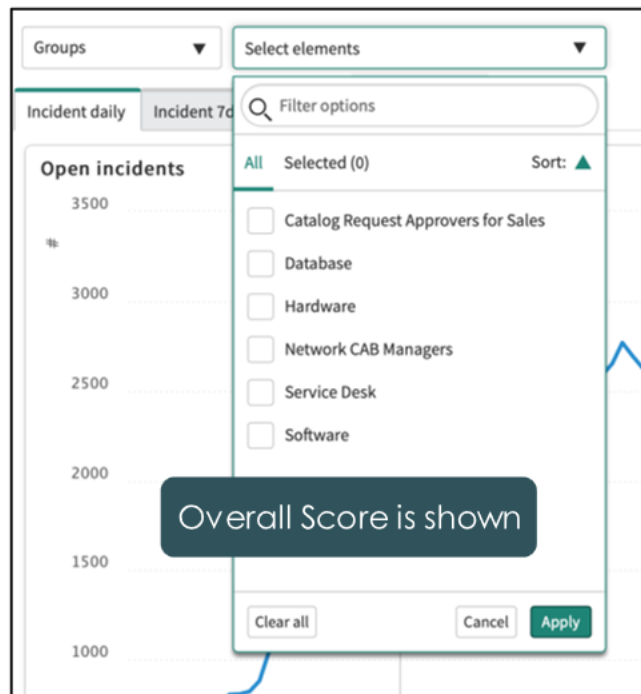 Groups ▼
Select elements ▼
Incident daily
Incident 7d
Filter options
All
Selected (0)
Sort: ▲
Open incidents
3500
#
3000
2500
2000
1500
1000
Catalog Request Approvers for Sales
Database
Hardware
Network CAB Managers
Service Desk
Software
Overall Score is shown
Clear all
Cancel
Apply